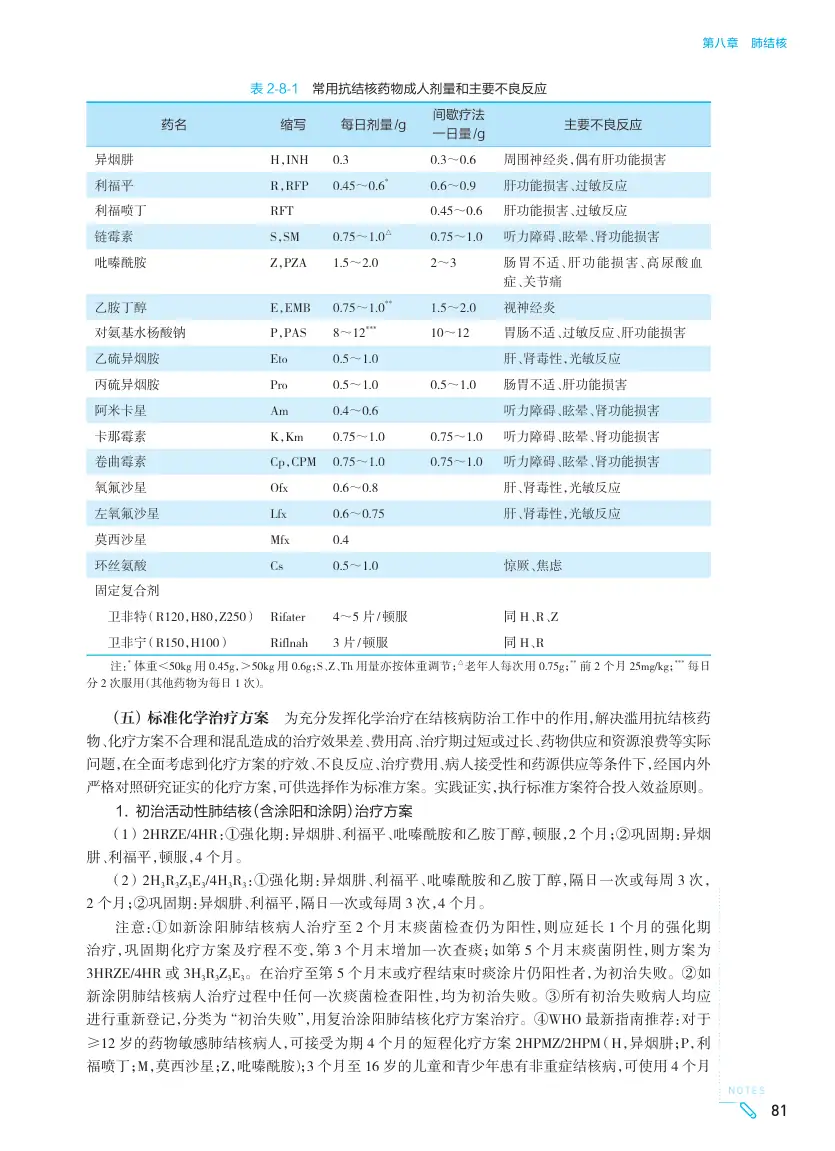 第八章 肺结核
表 2-8-1 常用抗结核药物成人剂量和主要不良反应
药名 缩写 每日剂量/g 间歇疗法 一日量/g 主要不良反应
异烟肼 H,INH 0.3 0.3～0.6 周围神经炎,偶有肝功能损害
利福平 R,RFP 0.45～0.6* 0.6～0.9 肝功能损害、过敏反应
利福喷丁 RFT 0.45～0.6 肝功能损害、过敏反应
链霉素 S,SM 0.75～1.0△ 0.75～1.0 听力障碍、眩晕、肾功能损害
吡嗪酰胺 Z,PZA 1.5～2.0 2～3 肠胃不适、肝功能损害、高尿酸血
症、关节痛
乙胺丁醇 E,EMB 0.75～1.0** 1.5～2.0 视神经炎
对氨基水杨酸钠 P,PAS 8～12*** 10～12 胃肠不适、过敏反应、肝功能损害
乙硫异烟胺 Eto 0.5～1.0 肝、肾毒性,光敏反应
丙硫异烟胺 Pro 0.5～1.0 0.5～1.0 肠胃不适、肝功能损害
阿米卡星 Am 0.4～0.6 听力障碍、眩晕、肾功能损害
卡那霉素 K,Km 0.75～1.0 0.75～1.0 听力障碍、眩晕、肾功能损害
卷曲霉素 Cp,CPM 0.75～1.0 0.75～1.0 听力障碍、眩晕、肾功能损害
氧氟沙星 Ofx 0.6～0.8 肝、肾毒性,光敏反应
左氧氟沙星 Lfx 0.6～0.75 肝、肾毒性,光敏反应
莫西沙星 Mfx 0.4
环丝氨酸 Cs 0.5～1.0 惊厥、焦虑
固定复合剂
卫非特(R120,H80,Z250) Rifater 4～5 片/顿服 同 H、R、Z
卫非宁(R150,H100) Riflnah 3 片/顿服 同 H、R
注:* 体重＜50kg 用 0.45g,＞50kg 用 0.6g;S、Z、Th 用量亦按体重调节;△老年人每次用 0.75g;** 前 2 个月 25mg/kg;*** 每日
分 2 次服用(其他药物为每日 1 次)。
(五)标准化学治疗方案 为充分发挥化学治疗在结核病防治工作中的作用,解决滥用抗结核药
物、化疗方案不合理和混乱造成的治疗效果差、费用高、治疗期过短或过长、药物供应和资源浪费等实际
问题,在全面考虑到化疗方案的疗效、不良反应、治疗费用、病人接受性和药源供应等条件下,经国内外
严格对照研究证实的化疗方案,可供选择作为标准方案。实践证实,执行标准方案符合投入效益原则。
1. 初治活动性肺结核(含涂阳和涂阴)治疗方案
(1)2HRZE/4HR:①强化期:异烟肼、利福平、吡嗪酰胺和乙胺丁醇,顿服,2 个月;②巩固期:异烟
肼、利福平,顿服,4 个月。
(2)2H₃R₃Z₃E₃/4H₃R₃:①强化期:异烟肼、利福平、吡嗪酰胺和乙胺丁醇,隔日一次或每周 3 次,
2 个月;②巩固期:异烟肼、利福平,隔日一次或每周 3 次,4 个月。
注意:①如新涂阳肺结核病人治疗至 2 个月末痰菌检查仍为阳性,则应延长 1 个月的强化期
治疗,巩固期化疗方案及疗程不变,第 3 个月末增加一次查痰;如第 5 个月末痰菌阴性,则方案为
3HRZE/4HR 或 3H₃R₃Z₃E₃。在治疗至第 5 个月末或疗程结束时痰涂片仍阳性者,为初治失败。②如
新涂阴肺结核病人治疗过程中任何一次痰菌检查阳性,均为初治失败。③所有初治失败病人均应
进行重新登记,分类为“初治失败”,用复治涂阳肺结核化疗方案治疗。④WHO 最新指南推荐:对于
≥12 岁的药物敏感肺结核病人,可接受为期 4 个月的短程化疗方案 2HPMZ/2HPM(H,异烟肼;P,利
福喷丁;M,莫西沙星;Z,吡嗪酰胺);3 个月至 16 岁的儿童和青少年患有非重症结核病,可使用 4 个月
NOTES
81